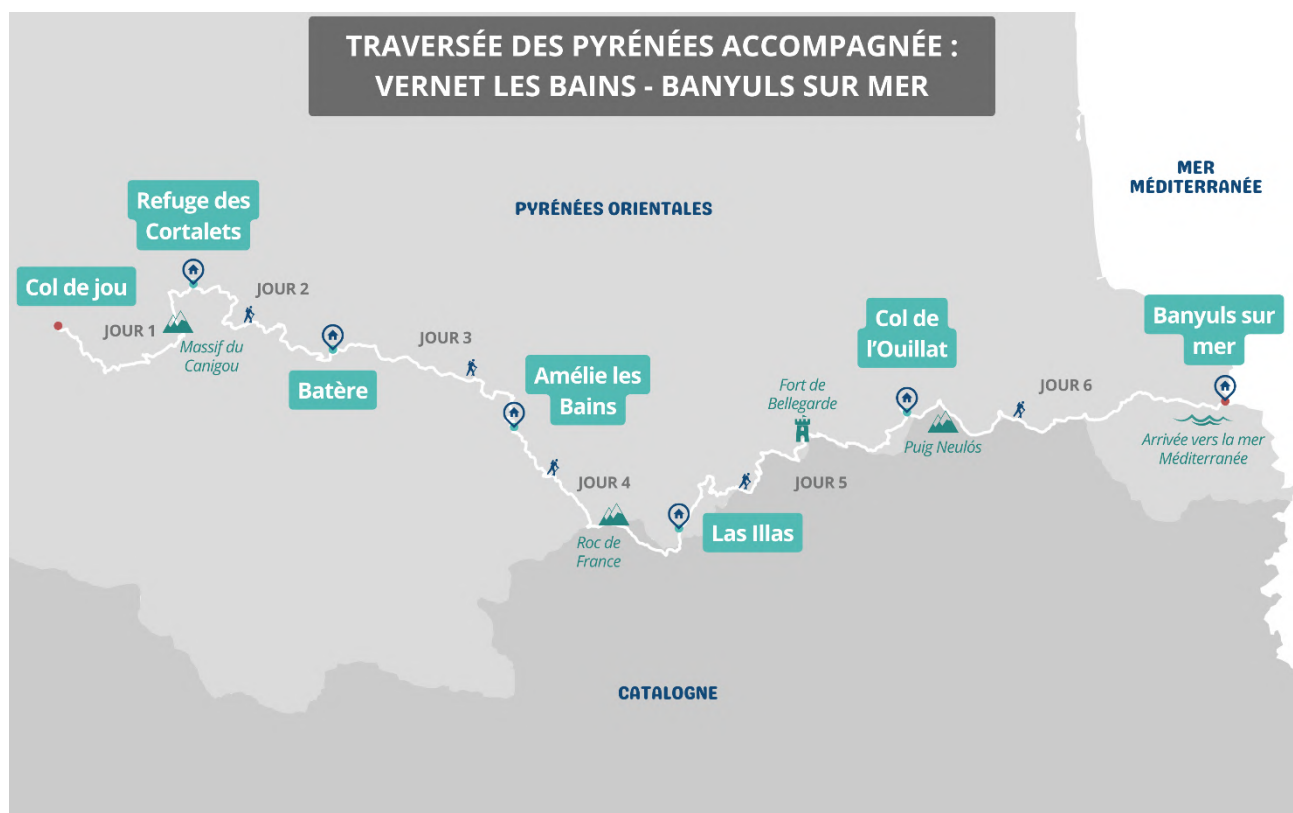 TRAVERSÉE DES PYRÉNÉES ACCOMPAGNÉE :
VERNET LES BAINS - BANYULS SUR MER
MER
MÉDITERRANÉE
PYRÉNÉES ORIENTALES
Refuge des
Cortalets
Col de jou
JOUR 1
JOUR 2
Massif du
Canigou
Batère
JOUR 3
Amélie les
Bains
JOUR 4
Roc de
France
Las Illas
Fort de
Bellegarde
JOUR 5
Col de
l'Ouillat
Puig Neulós
JOUR 6
Banyuls sur
mer
Arrivée vers la mer
Méditerranée
CATALOGNE